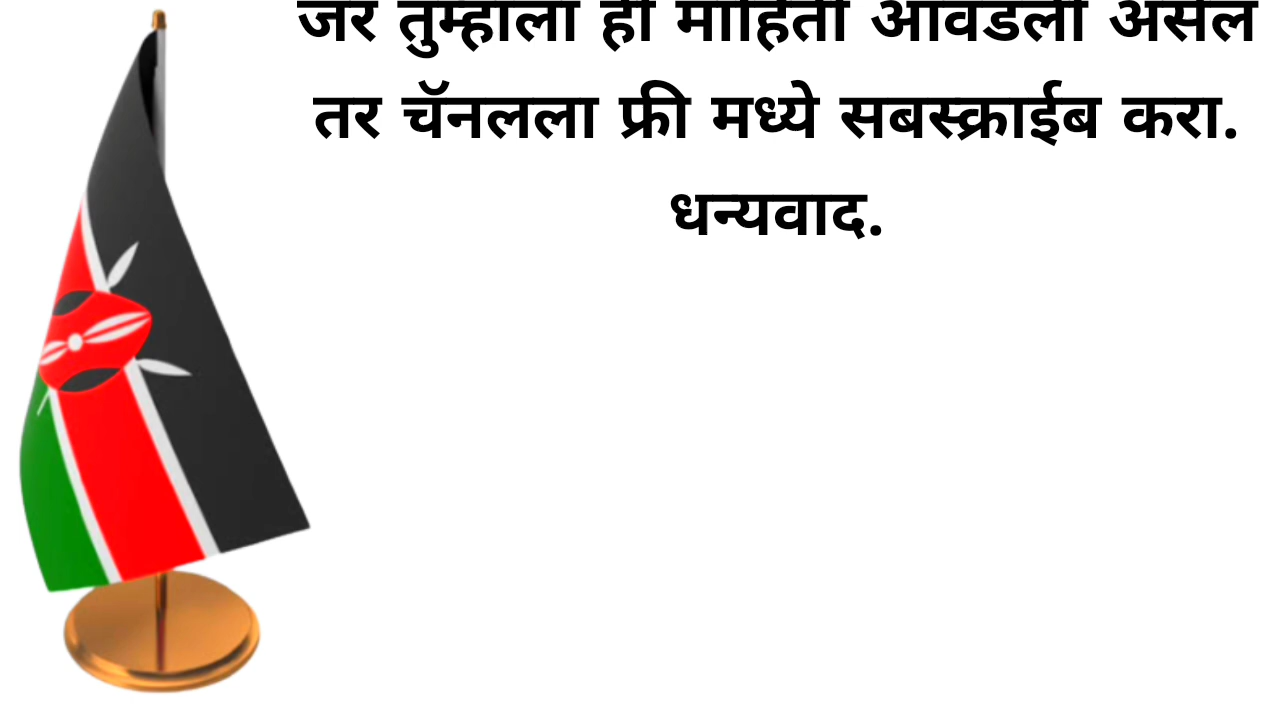 जर तुम्हाला ही माहिती आवडली असेल
तर चॅनलला फ्री मध्ये सबस्क्राईब करा.
धन्यवाद.